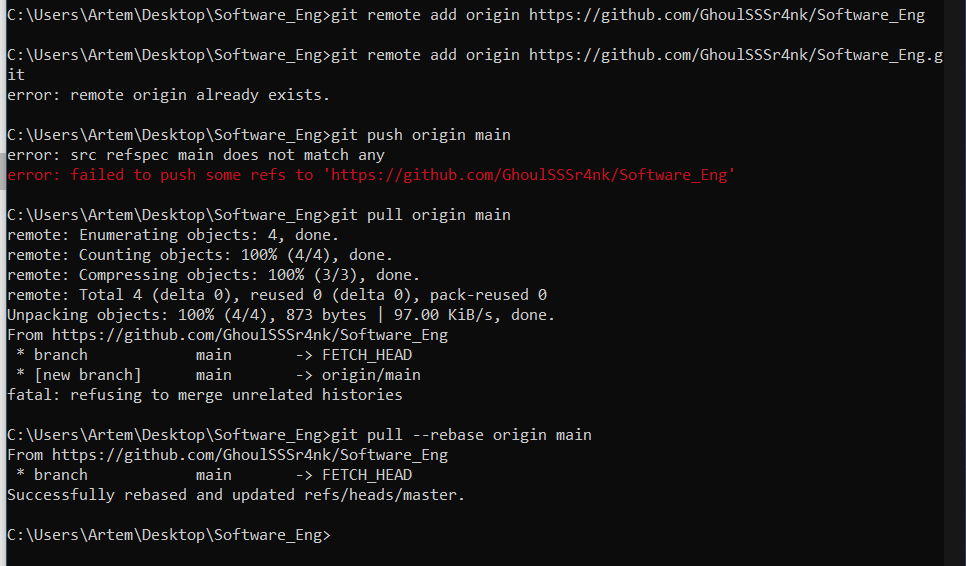 C:\Users\Artem\Desktop\Software_Eng>git remote add origin https://github.com/GhoulSSSr4nk/Software_Eng
C:\Users\Artem\Desktop\Software_Eng>git remote add origin https://github.com/GhoulSSSr4nk/Software_Eng.g
it
error: remote origin already exists.
C:\Users\Artem\Desktop\Software_Eng>git push origin main
error: src refspec main does not match any
error: failed to push some refs to 'https://github.com/GhoulSSSr4nk/Software_Eng'
C:\Users\Artem\Desktop\Software_Eng>git pull origin main
remote: Enumerating objects: 4, done.
remote: Counting objects: 100% (4/4), done.
remote: Compressing objects: 100% (3/3), done.
remote: Total 4 (delta 0), reused 0 (delta 0), pack-reused 0
Unpacking objects: 100% (4/4), 873 bytes | 97.00 KiB/s, done.
From https://github.com/GhoulSSSr4nk/Software_Eng
 * branch            main       -> FETCH_HEAD
 * [new branch]      main       -> origin/main
fatal: refusing to merge unrelated histories
C:\Users\Artem\Desktop\Software_Eng>git pull --rebase origin main
From https://github.com/GhoulSSSr4nk/Software_Eng
 * branch            main       -> FETCH_HEAD
Successfully rebased and updated refs/heads/master.
C:\Users\Artem\Desktop\Software_Eng>